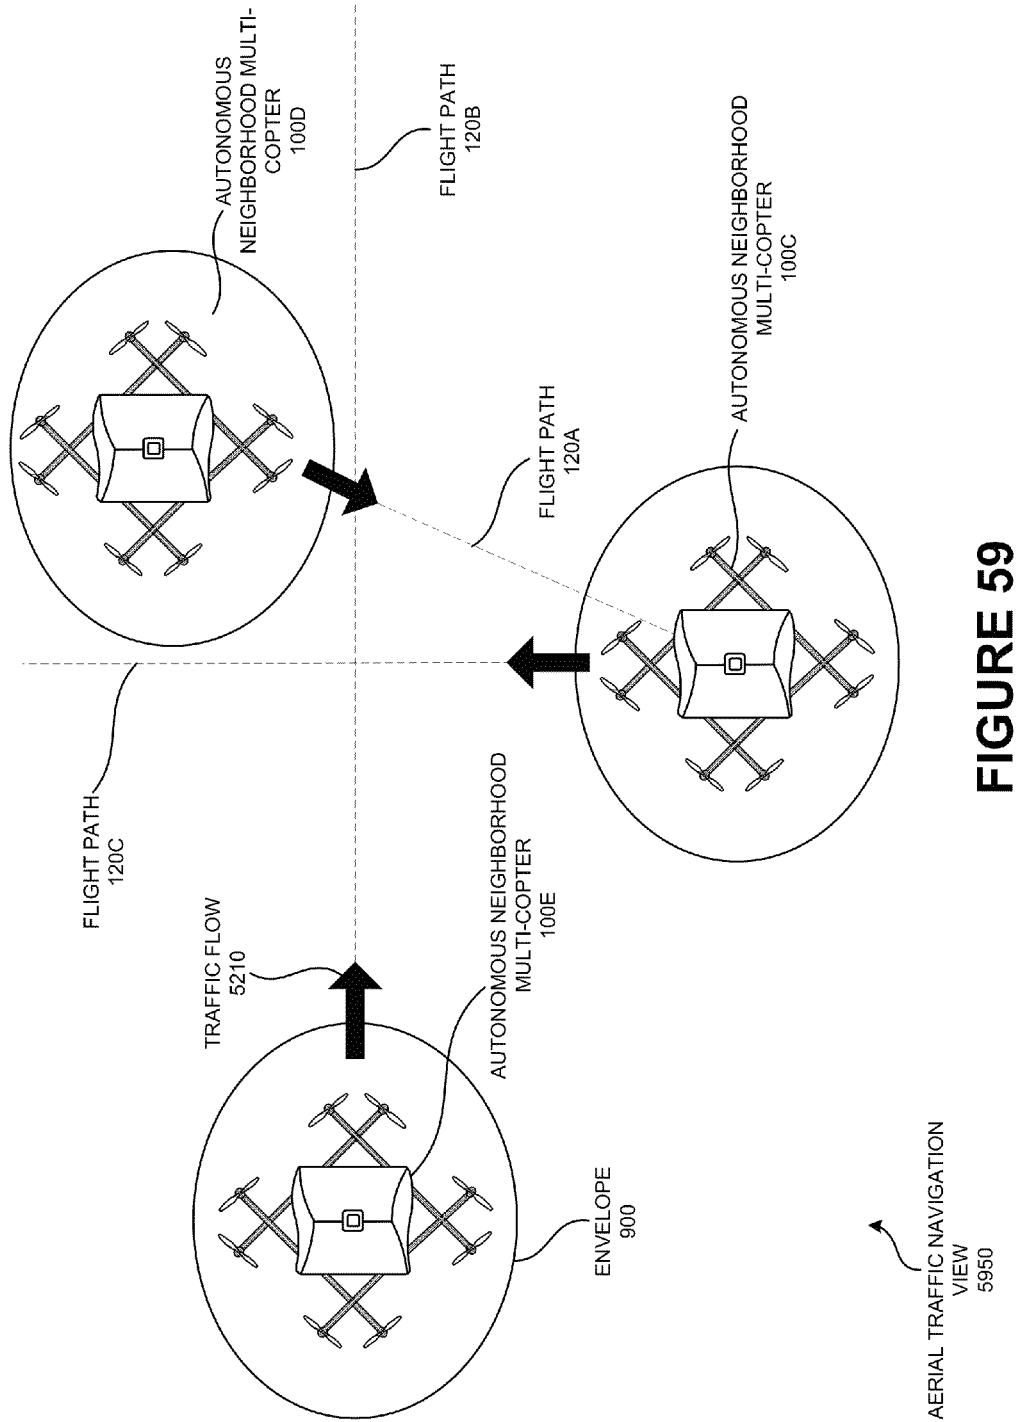 AUTONOMOUS
NEIGHBORHOOD MULTI-
COPTER
100D
FLIGHT PATH
120B
FLIGHT PATH
120C
TRAFFIC FLOW
5210
FLIGHT PATH
120A
AUTONOMOUS NEIGHBORHOOD
MULTI-COPTER
100C
AUTONOMOUS NEIGHBORHOOD
MULTI-COPTER
100E
ENVELOPE
900
AERIAL TRAFFIC NAVIGATION
VIEW
5950
FIGURE 59